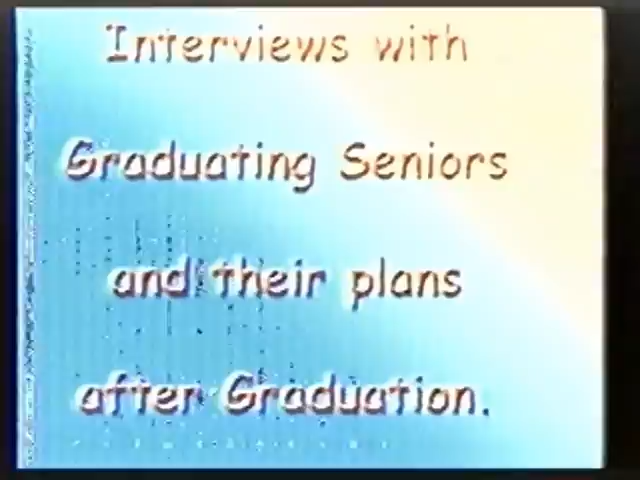 Interviews with
Graduating Seniors
and their plans
after Graduation.